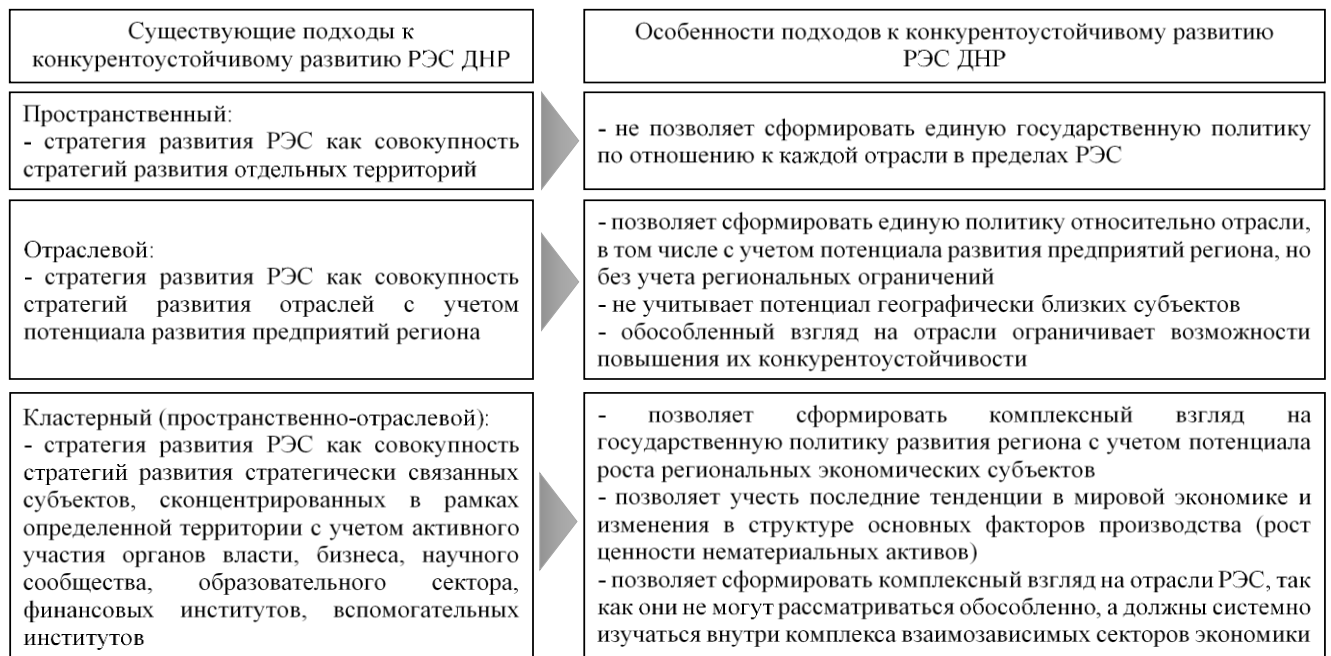 Существующие подходы к
конкурентоустойчивому развитию РЭС ДНР
Особенности подходов к конкурентоустойчивому развитию
РЭС ДНР
Пространственный:
- стратегия развития РЭС как совокупность
стратегий развития отдельных территорий
- не позволяет сформировать единую государственную политику
по отношению к каждой отрасли в пределах РЭС
Отраслевой:
- стратегия развития РЭС как совокупность
стратегий развития отраслей с учетом
потенциала развития предприятий региона
- позволяет сформировать единую политику относительно отрасли,
в том числе с учетом потенциала развития предприятий региона, но
без учета региональных ограничений
- не учитывает потенциал географически близких субъектов
- обособленный взгляд на отрасли ограничивает возможности
повышения их конкурентоустойчивости
Кластерный (пространственно-отраслевой):
- стратегия развития РЭС как совокупность
стратегий развития стратегически связанных
субъектов, сконцентрированных в рамках
определенной территории с учетом активного
участия органов власти, бизнеса, научного
сообщества, образовательного сектора,
финансовых институтов, вспомогательных
институтов
- позволяет сформировать комплексный взгляд на
государственную политику развития региона с учетом потенциала
роста региональных экономических субъектов
- позволяет учесть последние тенденции в мировой экономике и
изменения в структуре основных факторов производства (рост
ценности нематериальных активов)
- позволяет сформировать комплексный взгляд на отрасли РЭС, так
как они не могут рассматриваться обособленно, а должны системно
изучаться внутри комплекса взаимозависимых секторов экономики